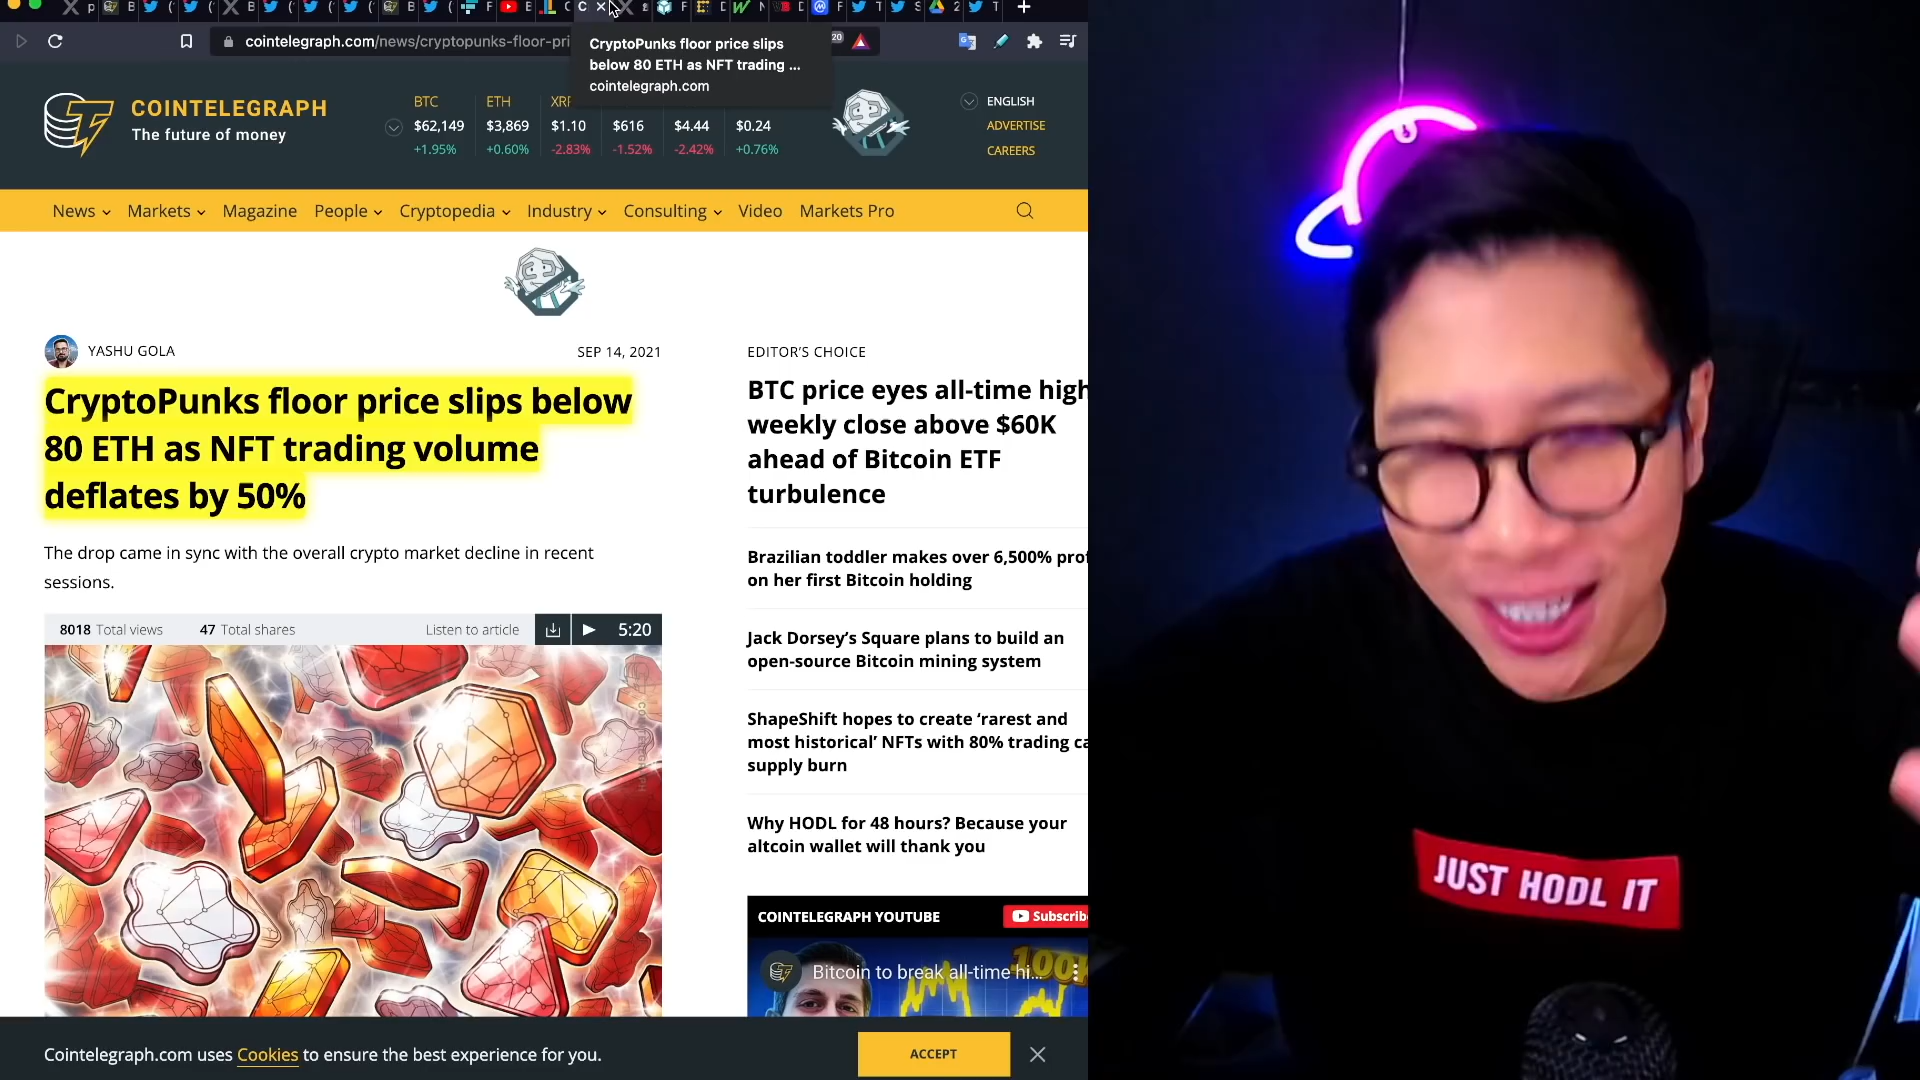 cointelegraph.com/news/cryptopunks-floor-pri
CryptoPunks floor price slips
below 80 ETH as NFT trading ...
cointelegraph.com
20
COINTELEGRAPH
The future of money
BTC
$62,149
+1.95%
ETH
$3,869
+0.60%
XRP
$1.10
-2.83%
$616
-1.52%
$4.44
-2.42%
$0.24
+0.76%
ENGLISH
ADVERTISE
CAREERS
News
Markets
Magazine
People
Cryptopedia
Industry
Consulting
Video
Markets Pro
YASHU GOLA
SEP 14, 2021
CryptoPunks floor price slips below
80 ETH as NFT trading volume
deflates by 50%
The drop came in sync with the overall crypto market decline in recent
sessions.
8018 Total views
47 Total shares
Listen to article
5:20
EDITOR'S CHOICE
BTC price eyes all-time high
weekly close above $60K
ahead of Bitcoin ETF
turbulence
Brazilian toddler makes over 6,500% prof
on her first Bitcoin holding
Jack Dorsey's Square plans to build an
open-source Bitcoin mining system
ShapeShift hopes to create 'rarest and
most historical' NFTs with 80% trading ca
supply burn
Why HODL for 48 hours? Because your
altcoin wallet will thank you
COINTELEGRAPH YOUTUBE
Subscribe
Bitcoin to break all-time hi...
100K
Cointelegraph.com uses Cookies to ensure the best experience for you.
ACCEPT
JUST HODL IT